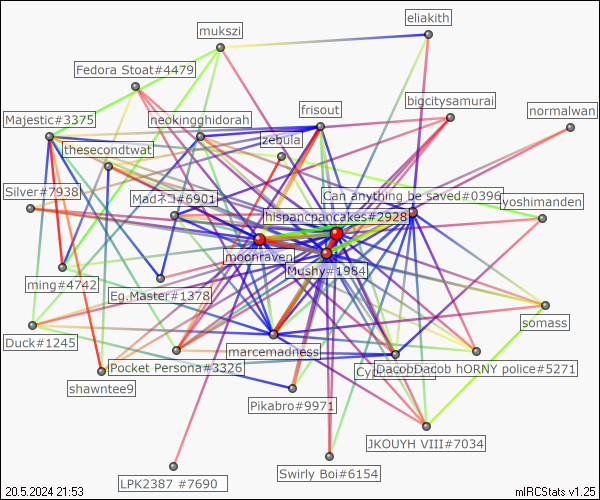 eliakith
mukszi
Fedora Stoat#4479
bigcitysamurai
frisout
normalwan
Majestic#3375
neokingghidorah
zebula
thesecondtwat
Silver#7938
Madネコ#6901
Can anything be saved#0396
yoshimanden
hispancpancakes#2928
moonraven
Mushy#1984
ming#4742
Eg.Master#1378
somass
Duck#1245
marcemadness
Pocket Persona#3326
DacobDacob hORNY police#5271
shawntee9
Pikabro#9971
JKOUYH VIII#7034
Swirly Boi#6154
LPK2387 #7690
20.5.2024 21:53
mIRCStats v1.25